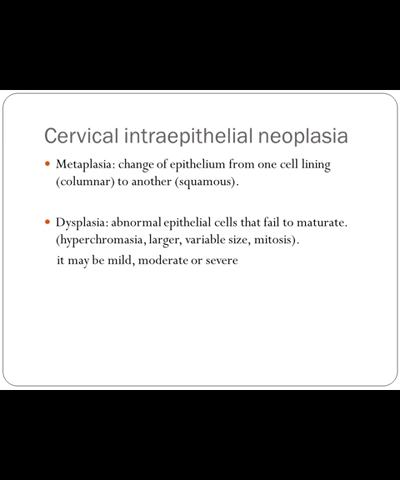 Cervical intraepithelial neoplasia
• Metaplasia: change of epithelium from one cell lining
(columnar) to another (squamous).
• Dysplasia: abnormal epithelial cells that fail to maturate.
(hyperchromasia, larger, variable size, mitosis).
it may be mild, moderate or severe